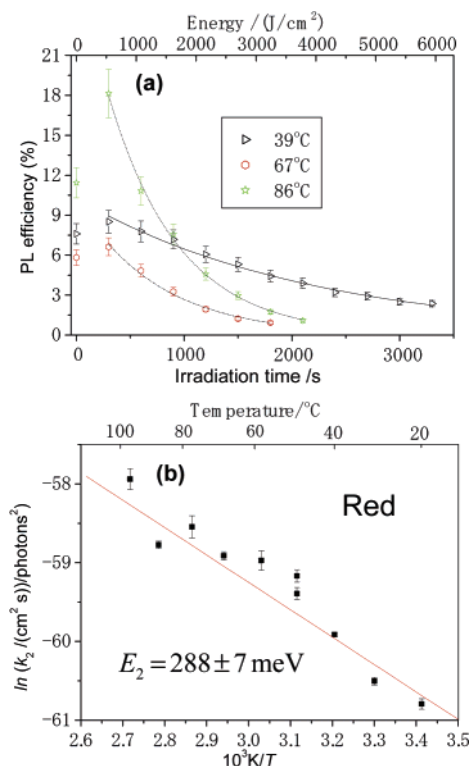 Energy /(J/cm²)
0 1000 2000 3000 4000 5000 6000
(a)
21
18
15
12
9
6
3
0
PL efficiency (%)
39°C
67°C
86°C
0 1000 2000 3000
Irradiation time /s
Temperature/°C
100 80 60 40 20
(b)
Red
-58
-59
-60
-61
ln (k₂ /(cm² s))/photons²)
E₂ = 288±7 meV
2.6 2.7 2.8 2.9 3.0 3.1 3.2 3.3 3.4 3.5
10³K/T